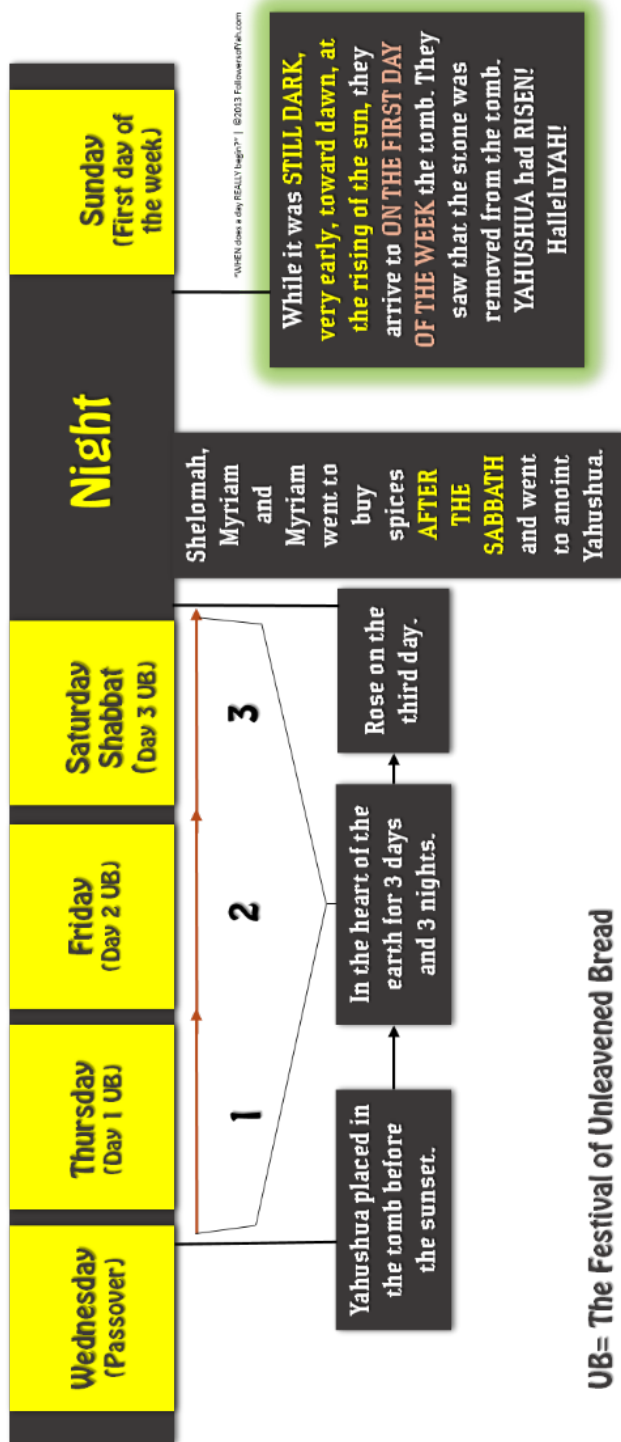 Wednesday
(Passover)
Thursday
(Day 1 UB)
Friday
(Day 2 UB)
Saturday
Shabbat
(Day 3 UB)
Night
Sunday
(First day of
the week)
"WHEN does a day REALLY begin?" | ©2013 FollowersofYah.com
1
2
3
Yahushua placed in
the tomb before
the sunset.
In the heart of the
earth for 3 days
and 3 nights.
Rose on the
third day.
Shelomah,
Myriam
and
Myriam
went to
buy
spices
AFTER
THE
SABBATH
and went
to anoint
Yahushua.
While it was STILL DARK,
very early, toward dawn, at
the rising of the sun, they
arrive to ON THE FIRST DAY
OF THE WEEK the tomb. They
saw that the stone was
removed from the tomb.
YAHUSHUA had RISEN!
HalleluYAH!
UB= The Festival of Unleavened Bread